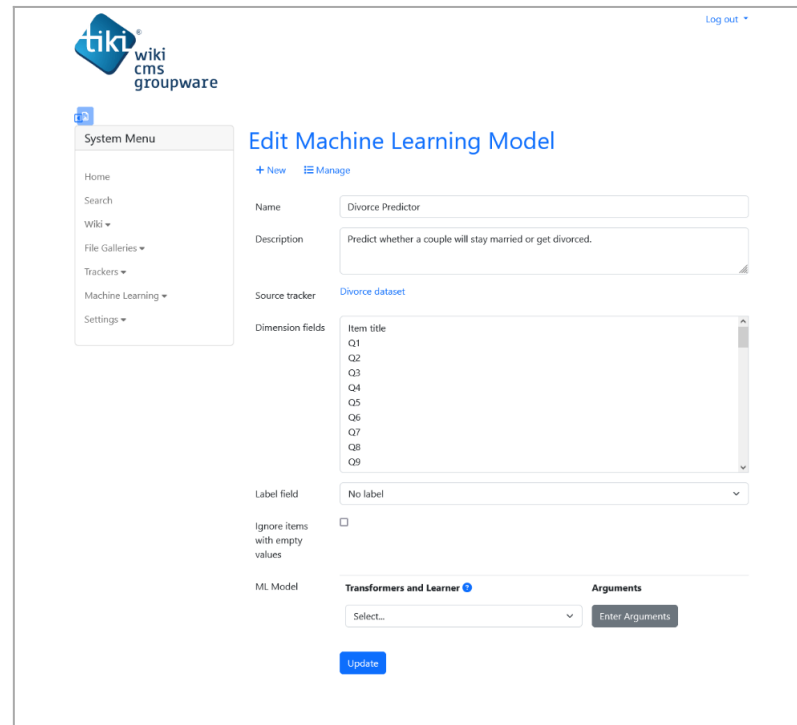 Log out
tiki®
wiki
cms
groupware
System Menu
Home
Search
Wiki
File Galleries
Trackers
Machine Learning
Settings
Edit Machine Learning Model
+ New Manage
Name Divorce Predictor
Description Predict whether a couple will stay married or get divorced.
Source tracker Divorce dataset
Dimension fields
Item title
Q1
Q2
Q3
Q4
Q5
Q6
Q7
Q8
Q9
Label field No label
Ignore items
with empty
values
ML Model Transformers and Learner ? Arguments
Select... Enter Arguments
Update